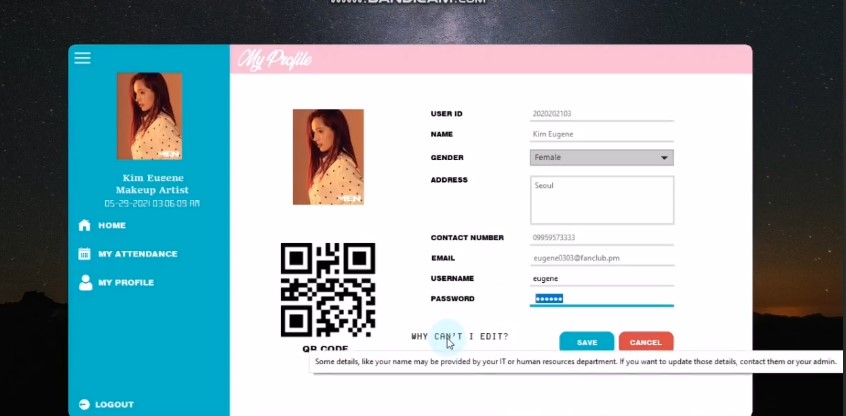 www.BANDICAM.com
My Profile
MEN
Kim Eugene
Makeup Artist
05-29-2021 03:06:09 AM
HOME
MY ATTENDANCE
MY PROFILE
LOGOUT
MEN
QR CODE
USER ID 2020202103
NAME Kim Eugene
GENDER Female
ADDRESS Seoul
CONTACT NUMBER 09959573333
EMAIL eugene0303@fanclub.pm
USERNAME eugene
PASSWORD ••••••
WHY CAN'T I EDIT?
SAVE CANCEL
Some details, like your name may be provided by your IT or human resources department. If you want to update those details, contact them or your admin.